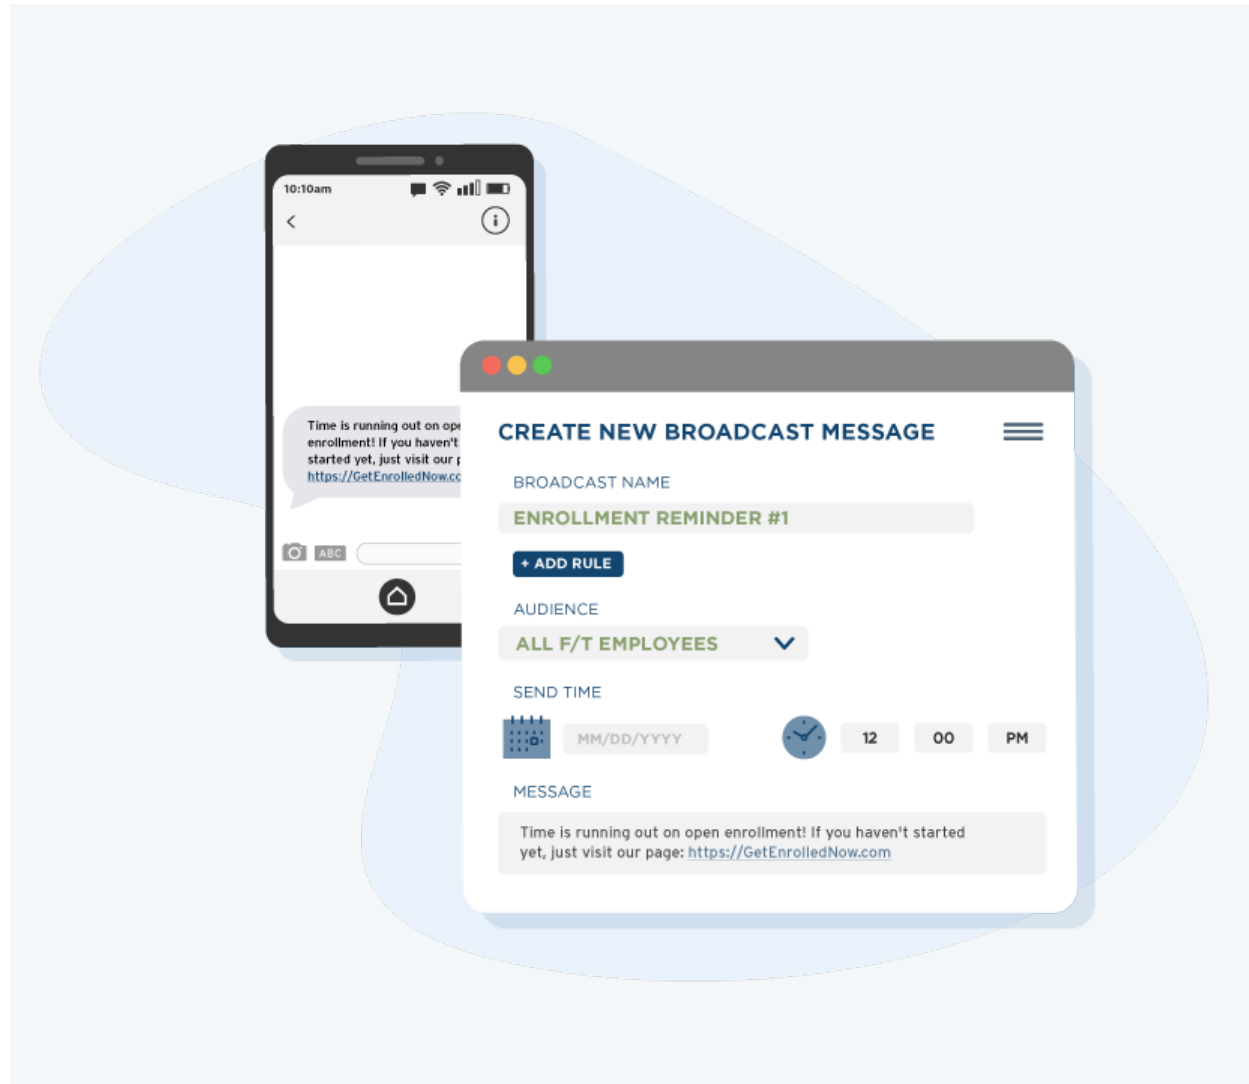 10:10am
Time is running out on
enrollment! If you haven't
started yet, just visit our
https://GetEnrolledNow.
ABC
CREATE NEW BROADCAST MESSAGE
BROADCAST NAME
ENROLLMENT REMINDER #1
+ ADD RULE
AUDIENCE
ALL F/T EMPLOYEES
SEND TIME
MM/DD/YYYY
12 00 PM
MESSAGE
Time is running out on open enrollment! If you haven't started
yet, just visit our page: https://GetEnrolledNow.com